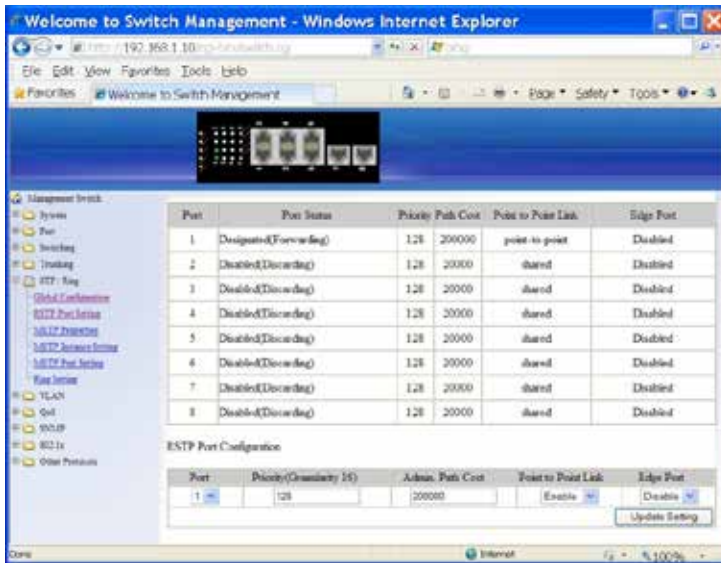 Welcome to Switch Management - Windows Internet Explorer
192.168.1.10
File Edit View Favorites Tools Help
Favorites Welcome to Switch Management Page Safety Tools
Management Switch
System
Port
Switching
Trunking
STP / Ring
Global Configuration
RSTP Port Setting
MSTP Properties
MSTP Instance Setting
MSTP Port Setting
Ring Setting
VLAN
QoS
SNMP
802.1x
Other Protocols
Port Port Status Priority Path Cost Point to Point Link Edge Port
1 Designated(Forwarding) 128 200000 point-to-point Disabled
2 Disabled(Discarding) 128 20000 shared Disabled
3 Disabled(Discarding) 128 20000 shared Disabled
4 Disabled(Discarding) 128 20000 shared Disabled
5 Disabled(Discarding) 128 20000 shared Disabled
6 Disabled(Discarding) 128 20000 shared Disabled
7 Disabled(Discarding) 128 20000 shared Disabled
8 Disabled(Discarding) 128 20000 shared Disabled
RSTP Port Configuration
Port Priority(Granularity 16) Admin. Path Cost Point to Point Link Edge Port
1 128 200000 Enable Disable
Update Setting
Done Internet 100%